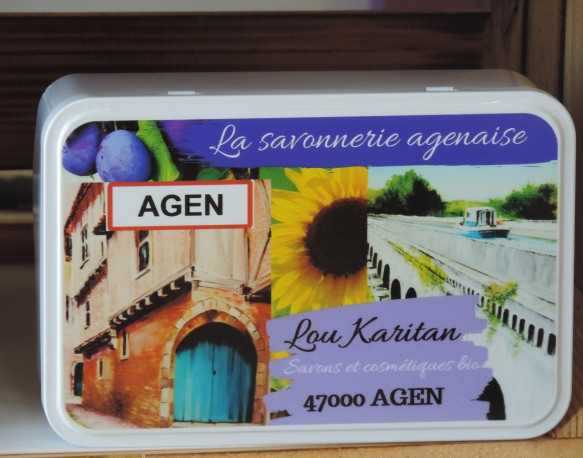 La savonnerie agenaise
AGEN
Lou Karitan
Savons et cosmétiques bio
47000 AGEN